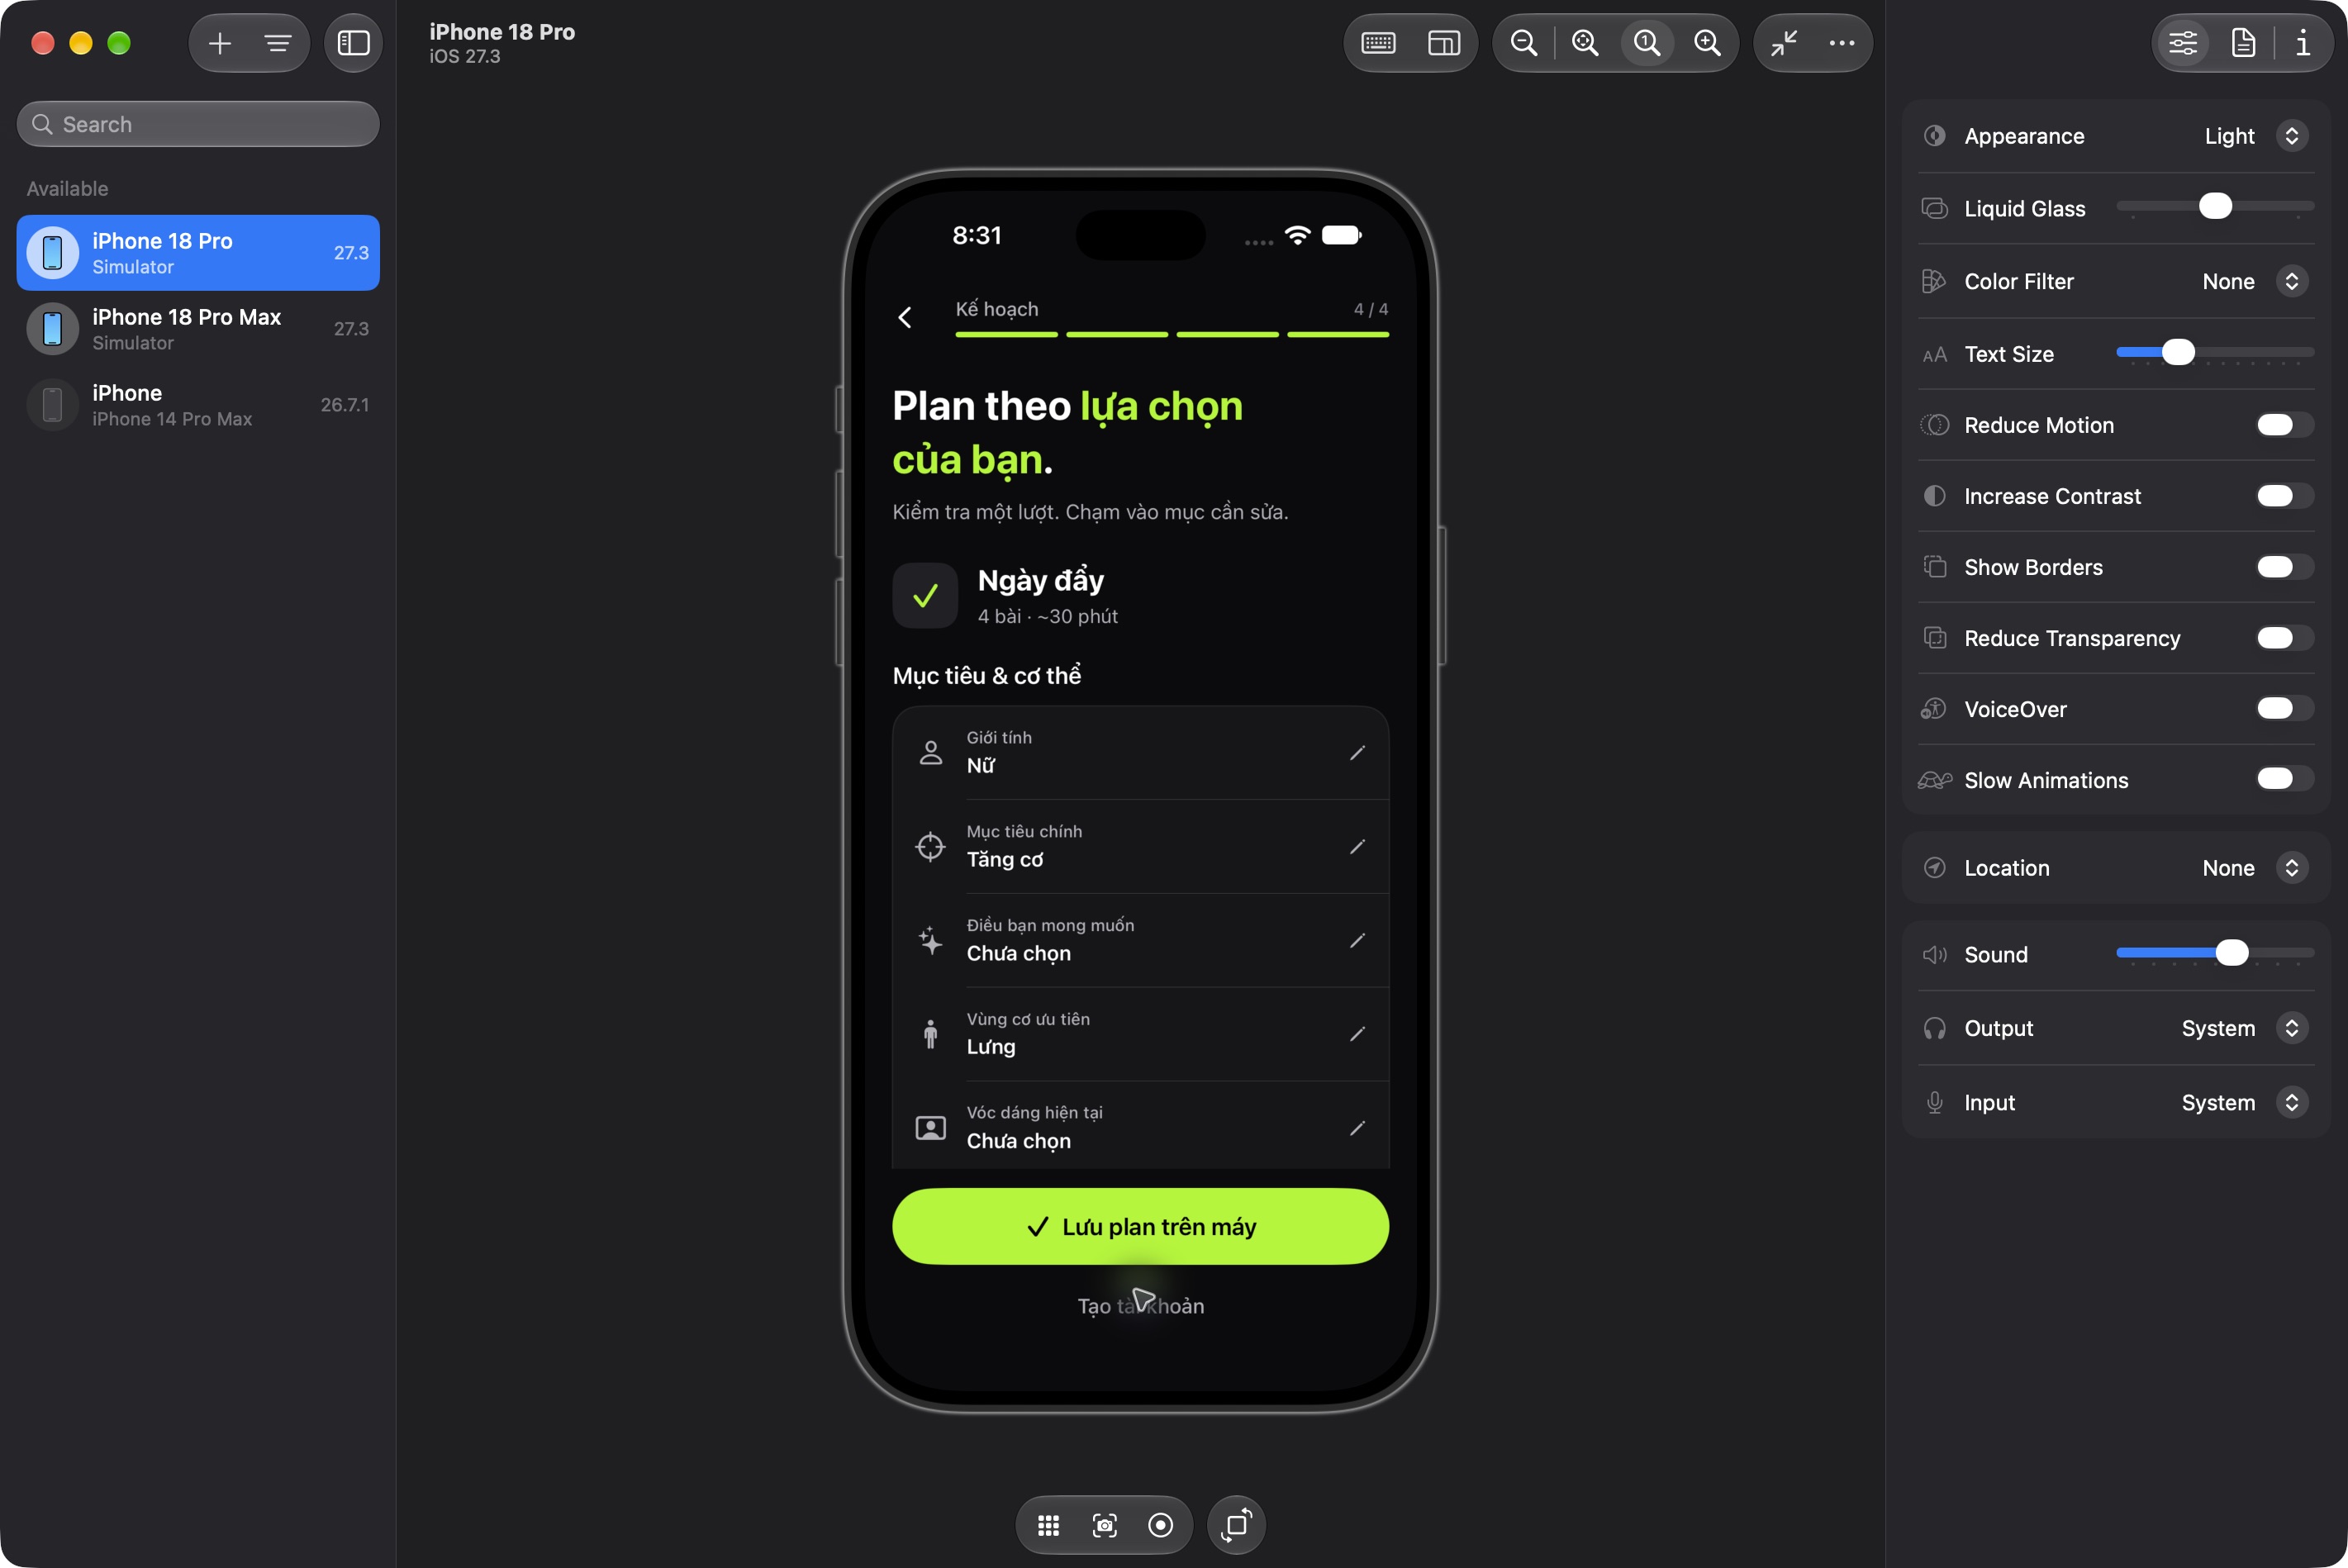 iPhone 18 Pro
iOS 27.3
Search
Available
iPhone 18 Pro
Simulator
27.3
iPhone 18 Pro Max
Simulator
27.3
iPhone
iPhone 14 Pro Max
26.7.1
8:31
Kế hoạch
4 / 4
Plan theo lựa chọn
của bạn.
Kiểm tra một lượt. Chạm vào mục cần sửa.
Ngày đẩy
4 bài · ~30 phút
Mục tiêu & cơ thể
Giới tính
Nữ
Mục tiêu chính
Tăng cơ
Điều bạn mong muốn
Chưa chọn
Vùng cơ ưu tiên
Lưng
Vóc dáng hiện tại
Chưa chọn
Lưu plan trên máy
Tạo tài khoản
Appearance
Light
Liquid Glass
Color Filter
None
AA Text Size
Reduce Motion
Increase Contrast
Show Borders
Reduce Transparency
VoiceOver
Slow Animations
Location
None
Sound
Output
System
Input
System